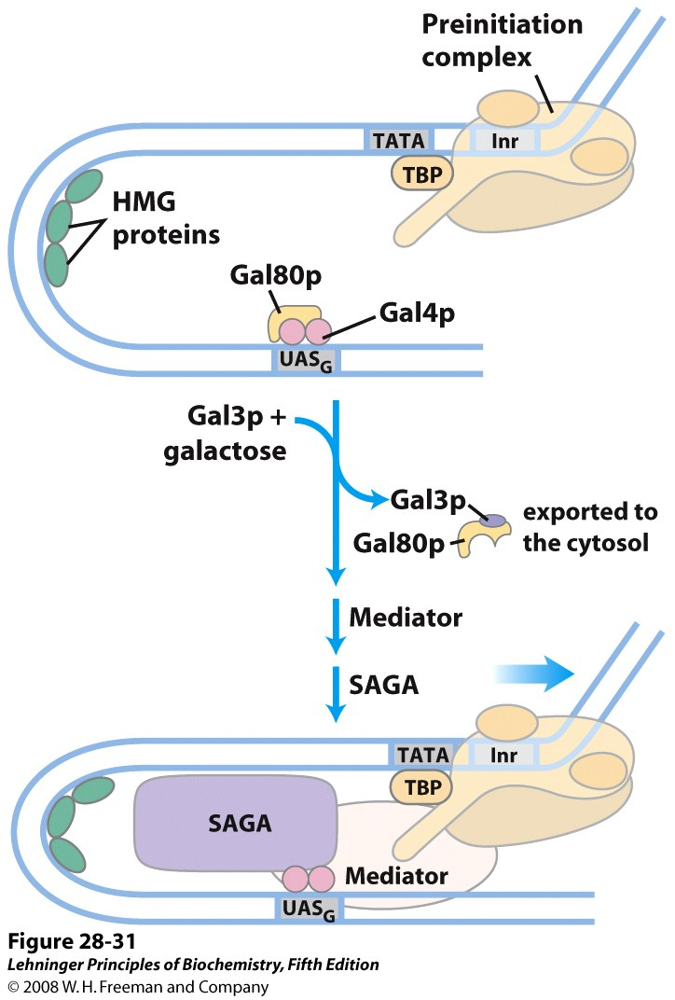 Preinitiation
complex
TATA
Inr
TBP
HMG
proteins
Gal80p
Gal4p
UASG
Gal3p +
galactose
Gal3p
Gal80p
exported to
the cytosol
Mediator
SAGA
TATA
Inr
TBP
SAGA
Mediator
UASG
Figure 28-31
Lehninger Principles of Biochemistry, Fifth Edition
© 2008 W. H. Freeman and Company